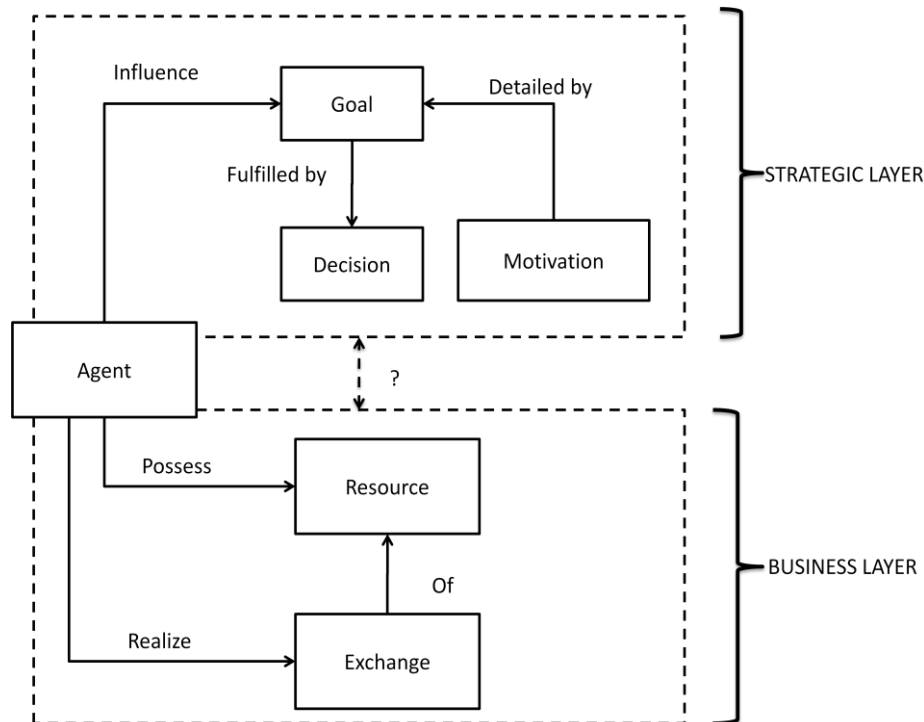 Influence
Goal
Detailed by
Fulfilled by
STRATEGIC LAYER
Decision
Motivation
Agent
?
Possess
Resource
BUSINESS LAYER
Of
Realize
Exchange